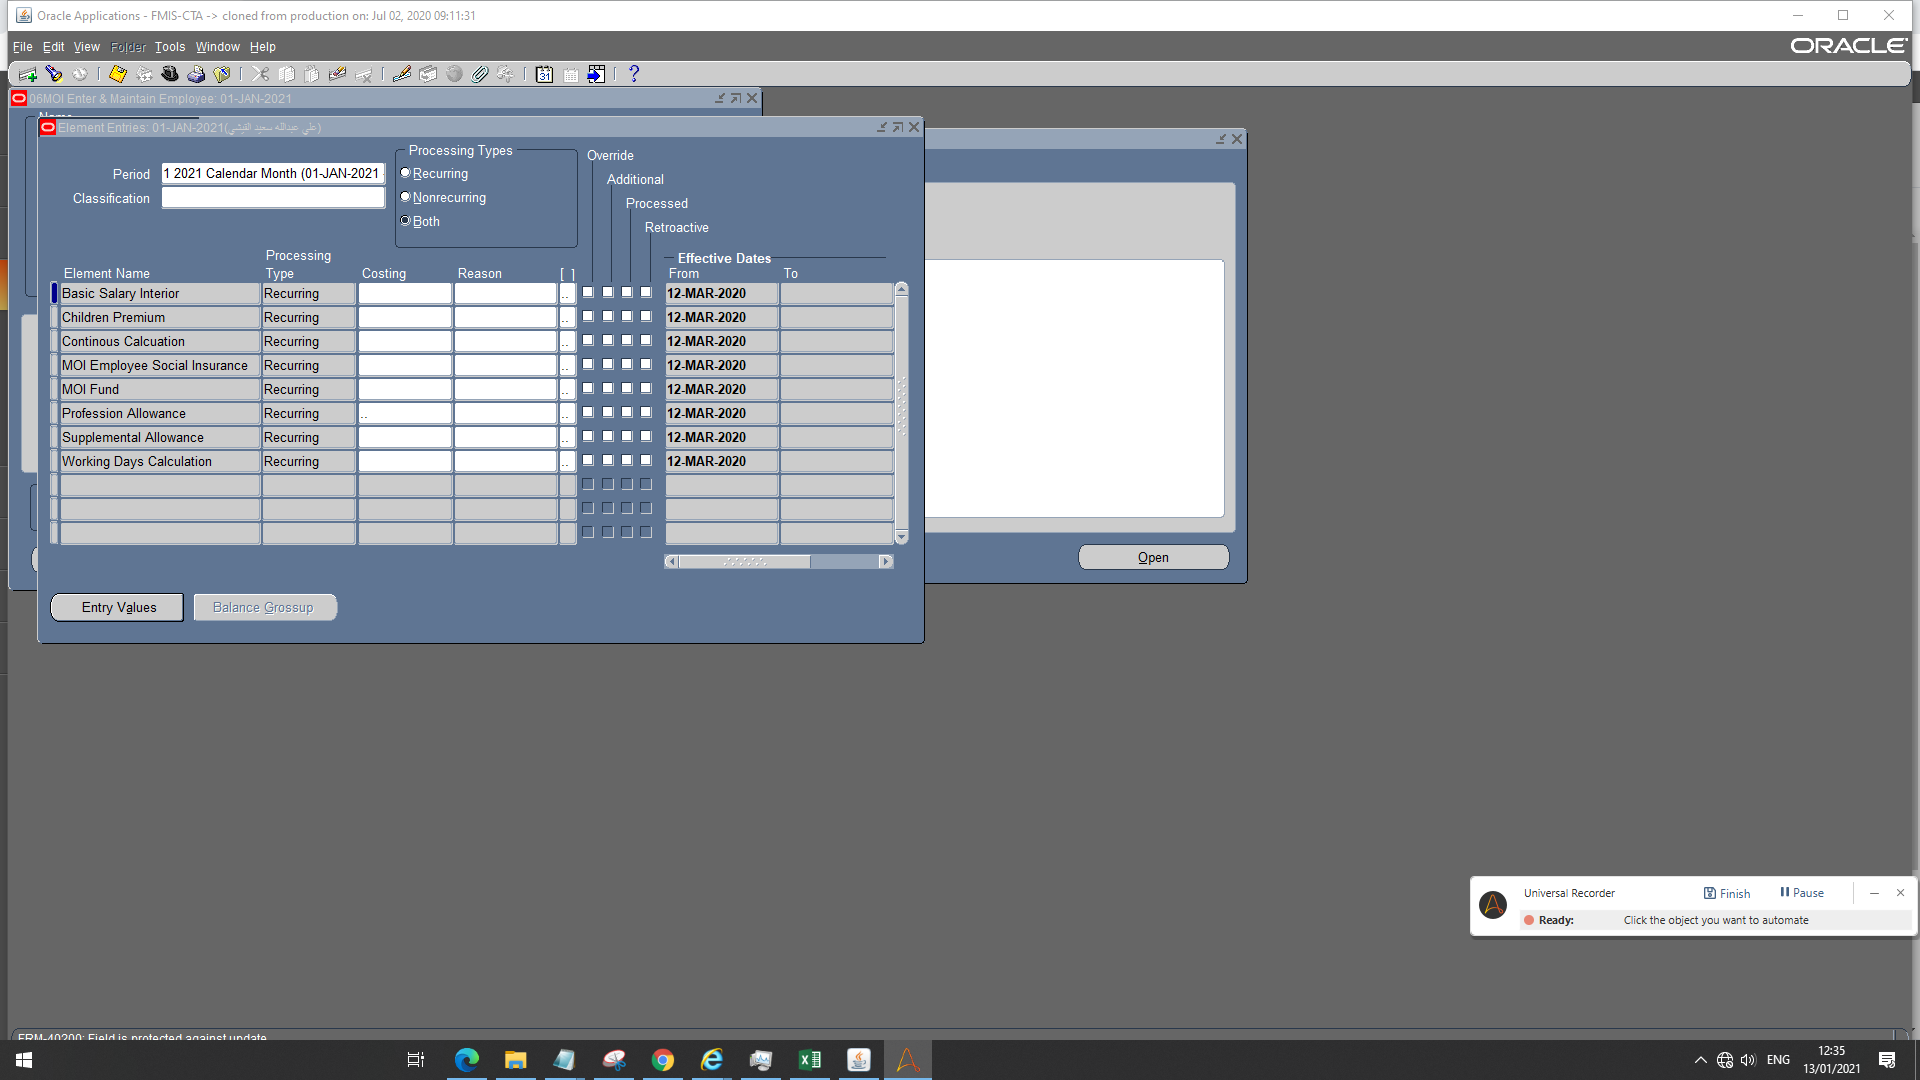 Oracle Applications - FMIS-CTA -> cloned from production on: Jul 02, 2020 09:11:31
File Edit View Folder Tools Window Help
ORACLE
06MOI Enter & Maintain Employee: 01-JAN-2021
Name
Element Entries: 01-JAN-2021(علي عبدالله سعيد)
Period 1 2021 Calendar Month (01-JAN-2021
Classification
Processing Types
Recurring
Nonrecurring
Both
Override
Additional
Processed
Retroactive
Effective Dates
Element Name Processing Type Costing Reason [ ] From To
Basic Salary Interior Recurring .. 12-MAR-2020
Children Premium Recurring .. 12-MAR-2020
Continous Calcuation Recurring .. 12-MAR-2020
MOI Employee Social Insurance Recurring .. 12-MAR-2020
MOI Fund Recurring .. 12-MAR-2020
Profession Allowance Recurring .. .. 12-MAR-2020
Supplemental Allowance Recurring .. 12-MAR-2020
Working Days Calculation Recurring .. 12-MAR-2020
Open
Entry Values
Balance Grossup
Universal Recorder Finish Pause
Ready: Click the object you want to automate
FRM-40200: Field is protected against update
ENG
12:35
13/01/2021